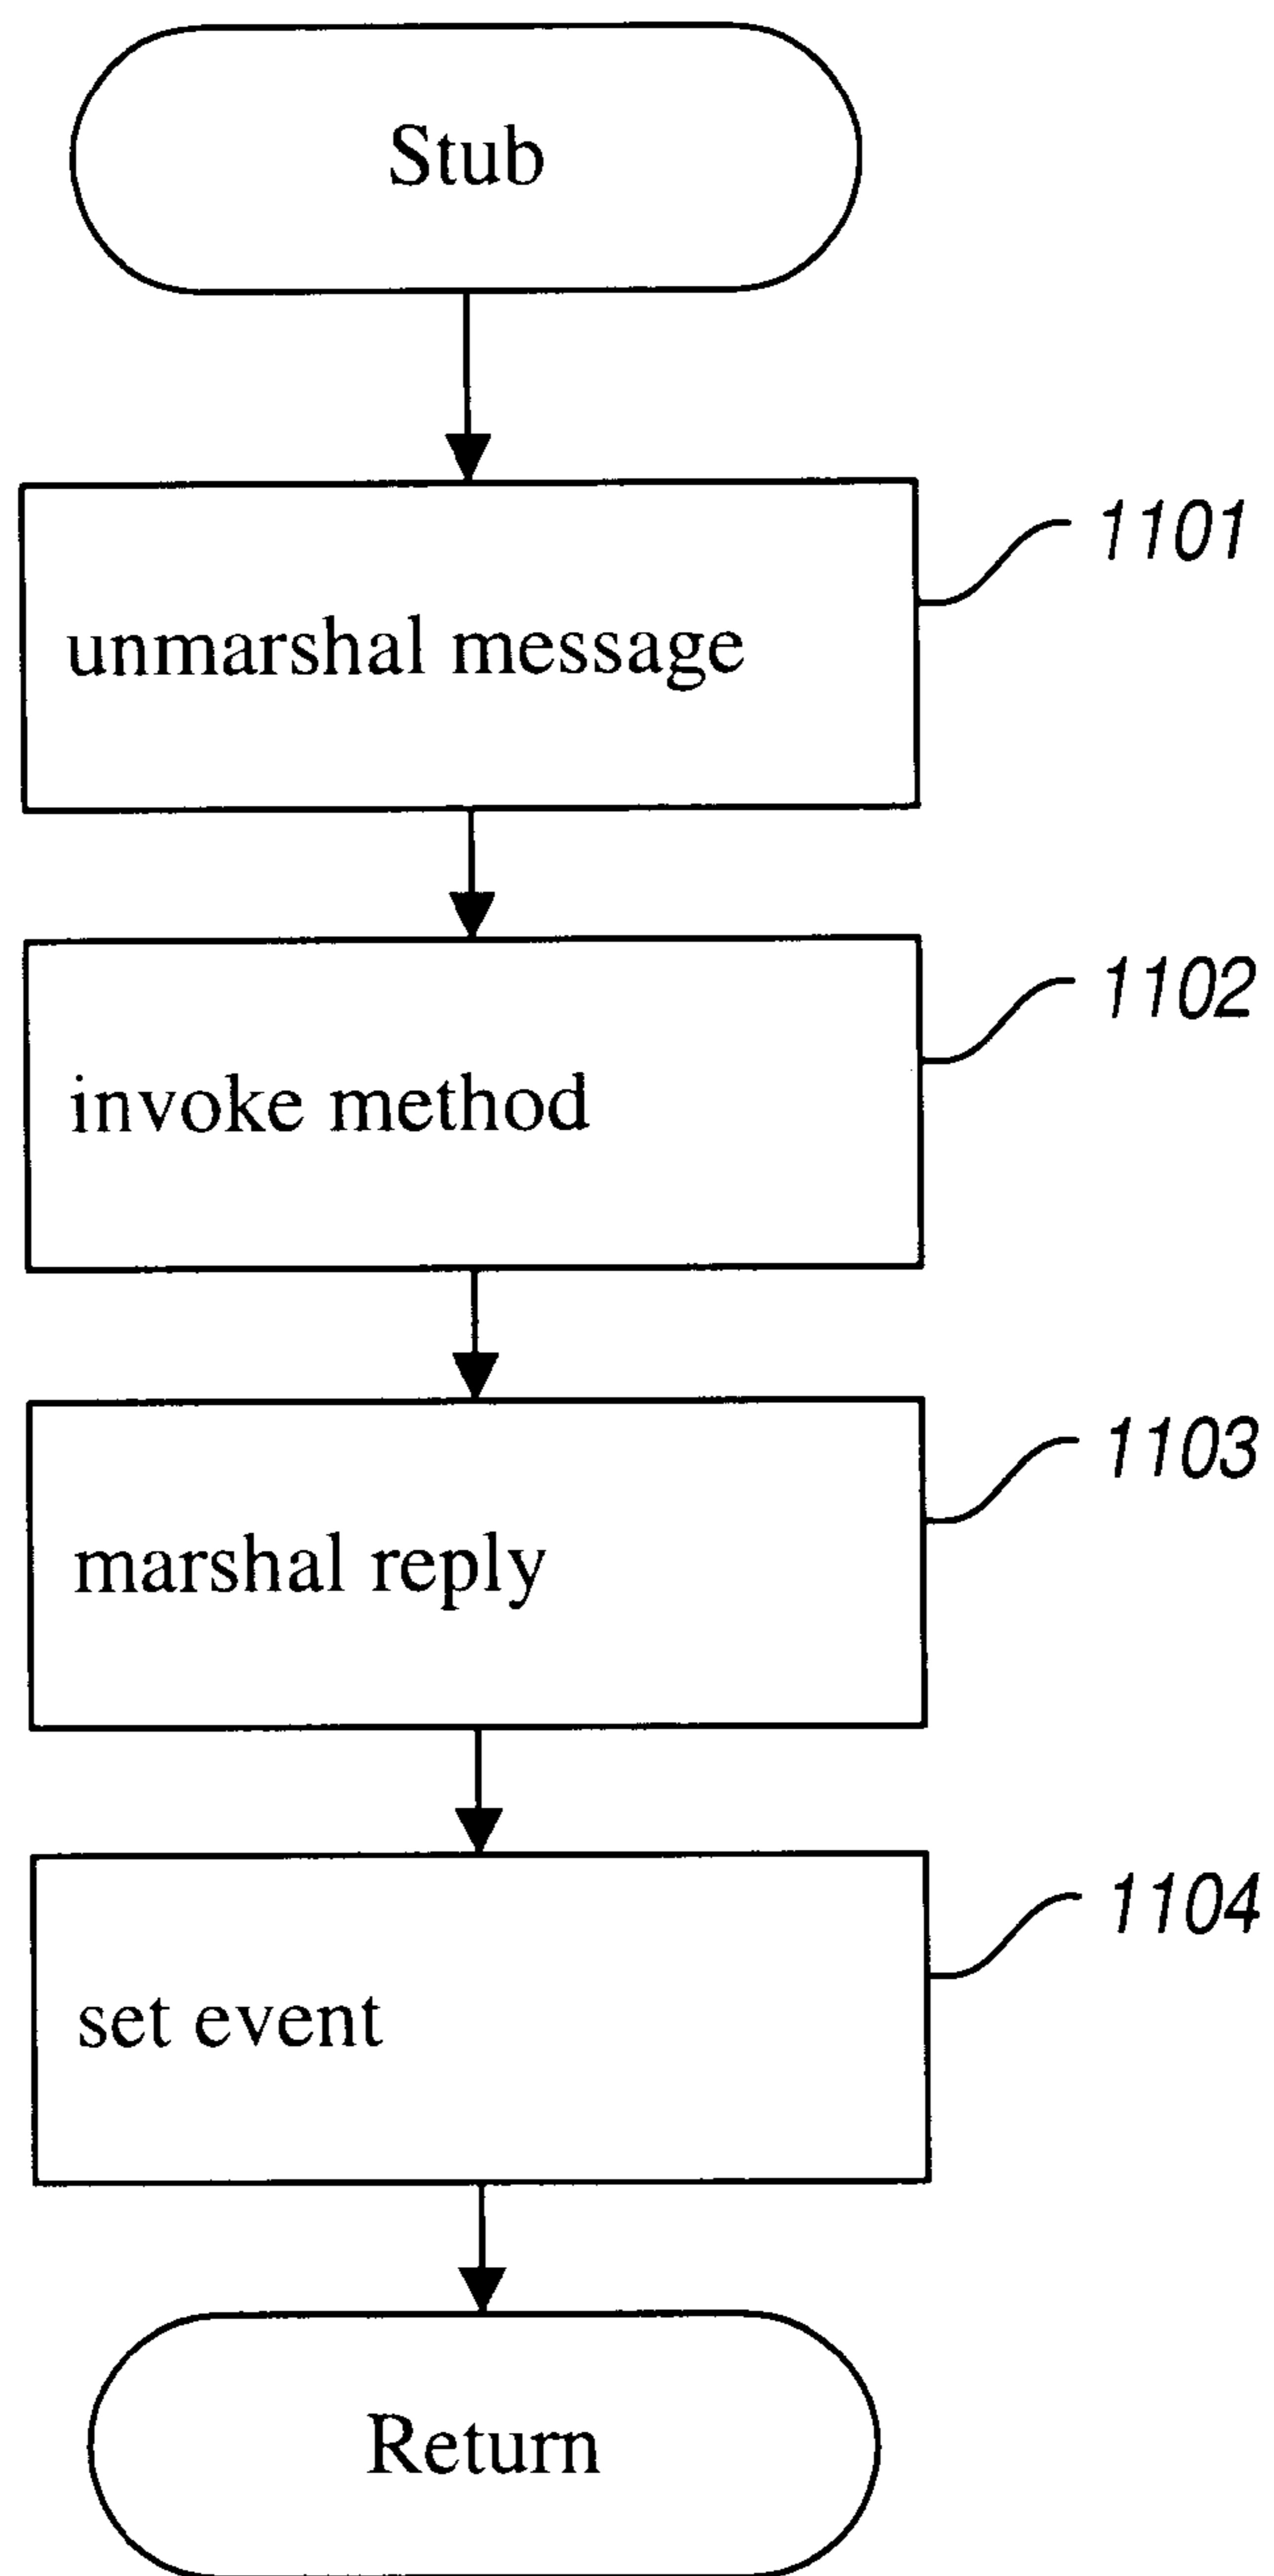 Stub
unmarshal message
1101
invoke method
1102
marshal reply
1103
set event
1104
Return